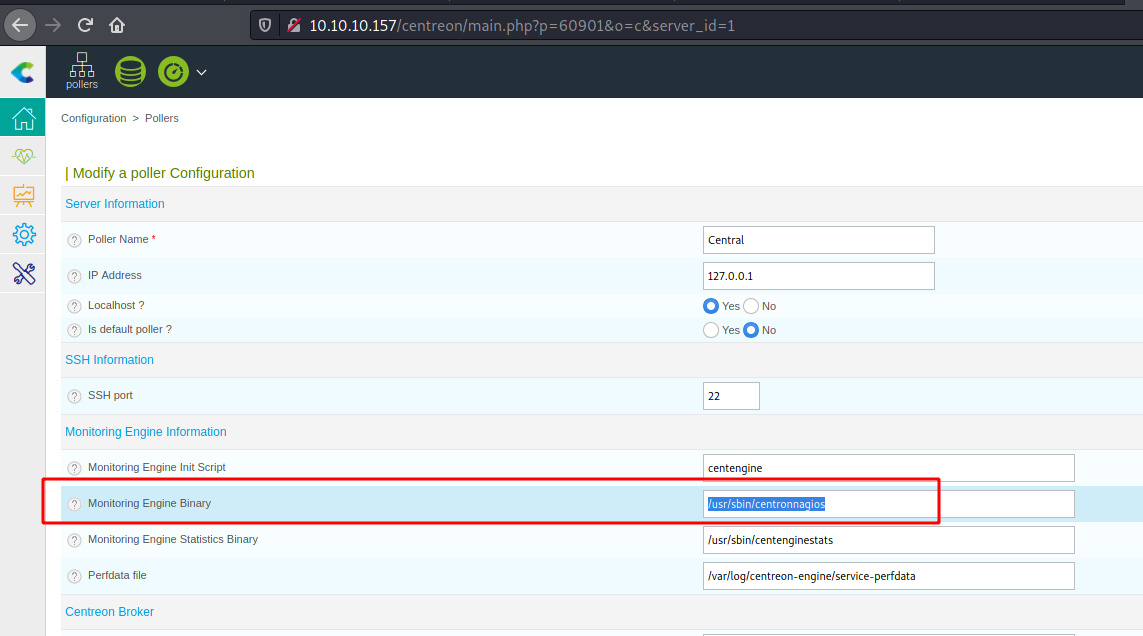 10.10.10.157/centreon/main.php?p=60901&o=c&server_id=1
pollers
Configuration > Pollers
| Modify a poller Configuration
Server Information
? Poller Name * Central
? IP Address 127.0.0.1
? Localhost ? Yes No
? Is default poller ? Yes No
SSH Information
? SSH port 22
Monitoring Engine Information
? Monitoring Engine Init Script centengine
? Monitoring Engine Binary /usr/sbin/centronnagios
? Monitoring Engine Statistics Binary /usr/sbin/centenginestats
? Perfdata file /var/log/centreon-engine/service-perfdata
Centreon Broker